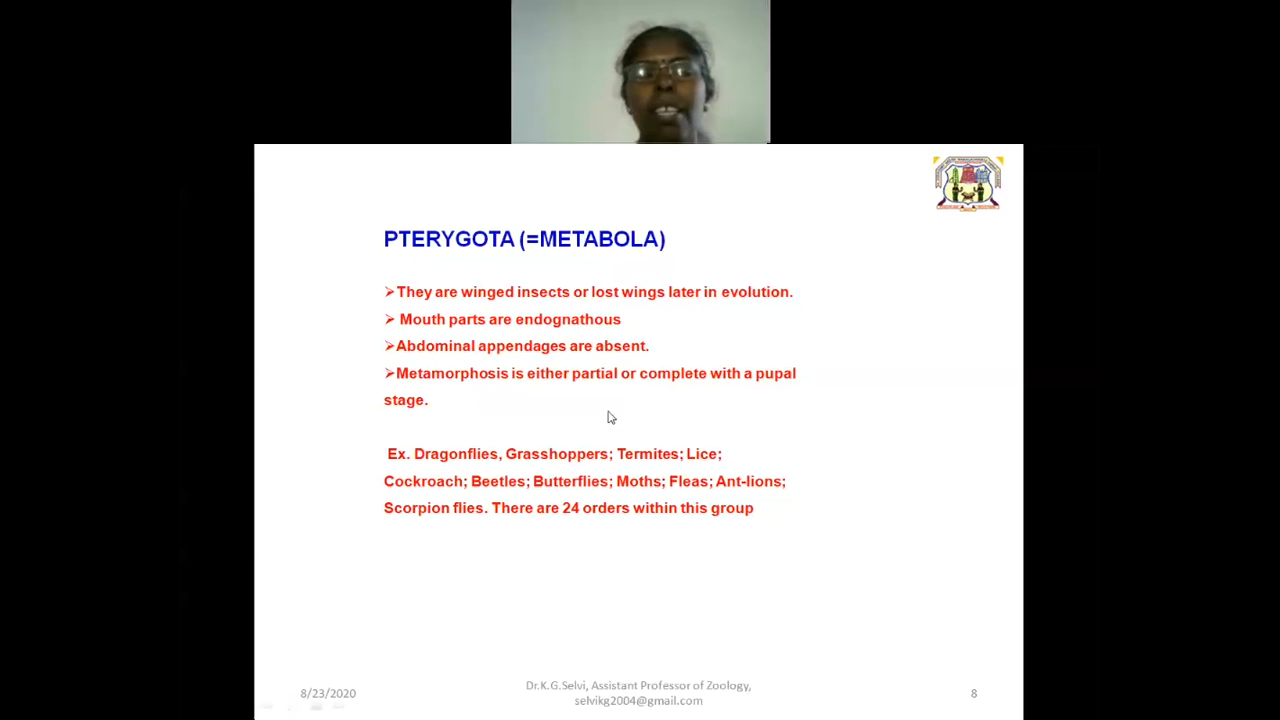 PTERYGOTA (=METABOLA)
➢They are winged insects or lost wings later in evolution.
➢ Mouth parts are endognathous
➢Abdominal appendages are absent.
➢Metamorphosis is either partial or complete with a pupal
stage.
Ex. Dragonflies, Grasshoppers; Termites; Lice;
Cockroach; Beetles; Butterflies; Moths; Fleas; Ant-lions;
Scorpion flies. There are 24 orders within this group
8/23/2020
Dr.K.G.Selvi, Assistant Professor of Zoology,
selvikg2004@gmail.com
8